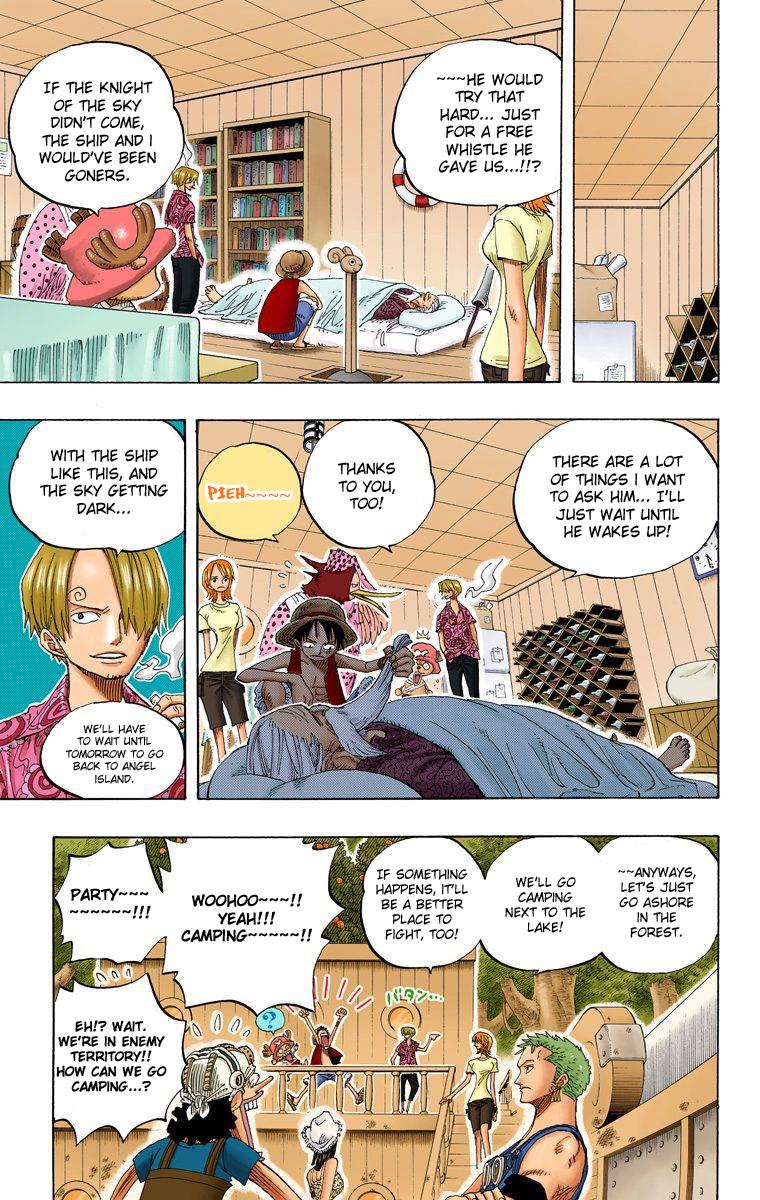 ~~~HE WOULD
TRY THAT
HARD... JUST
FOR A FREE
WHISTLE HE
GAVE US...!!?
IF THE KNIGHT
OF THE SKY
DIDN'T COME,
THE SHIP AND I
WOULD'VE BEEN
GONERS.
THERE ARE A LOT
OF THINGS I WANT
TO ASK HIM... I'LL
JUST WAIT UNTIL
HE WAKES UP!
THANKS
TO YOU,
TOO!
PIEH~~~~
WITH THE SHIP
LIKE THIS, AND
THE SKY GETTING
DARK...
WE'LL HAVE
TO WAIT UNTIL
TOMORROW TO GO
BACK TO ANGEL
ISLAND.
~~ANYWAYS,
LET'S JUST
GO ASHORE
IN THE
FOREST.
WE'LL GO
CAMPING
NEXT TO THE
LAKE!
IF SOMETHING
HAPPENS, IT'LL
BE A BETTER
PLACE TO
FIGHT, TOO!
WOOHOO~~~!!
YEAH!!!
CAMPING~~~~~!!
PARTY~~~
~~~~~~!!!
バタン…
?
EH!? WAIT.
WE'RE IN ENEMY
TERRITORY!!
HOW CAN WE GO
CAMPING...?